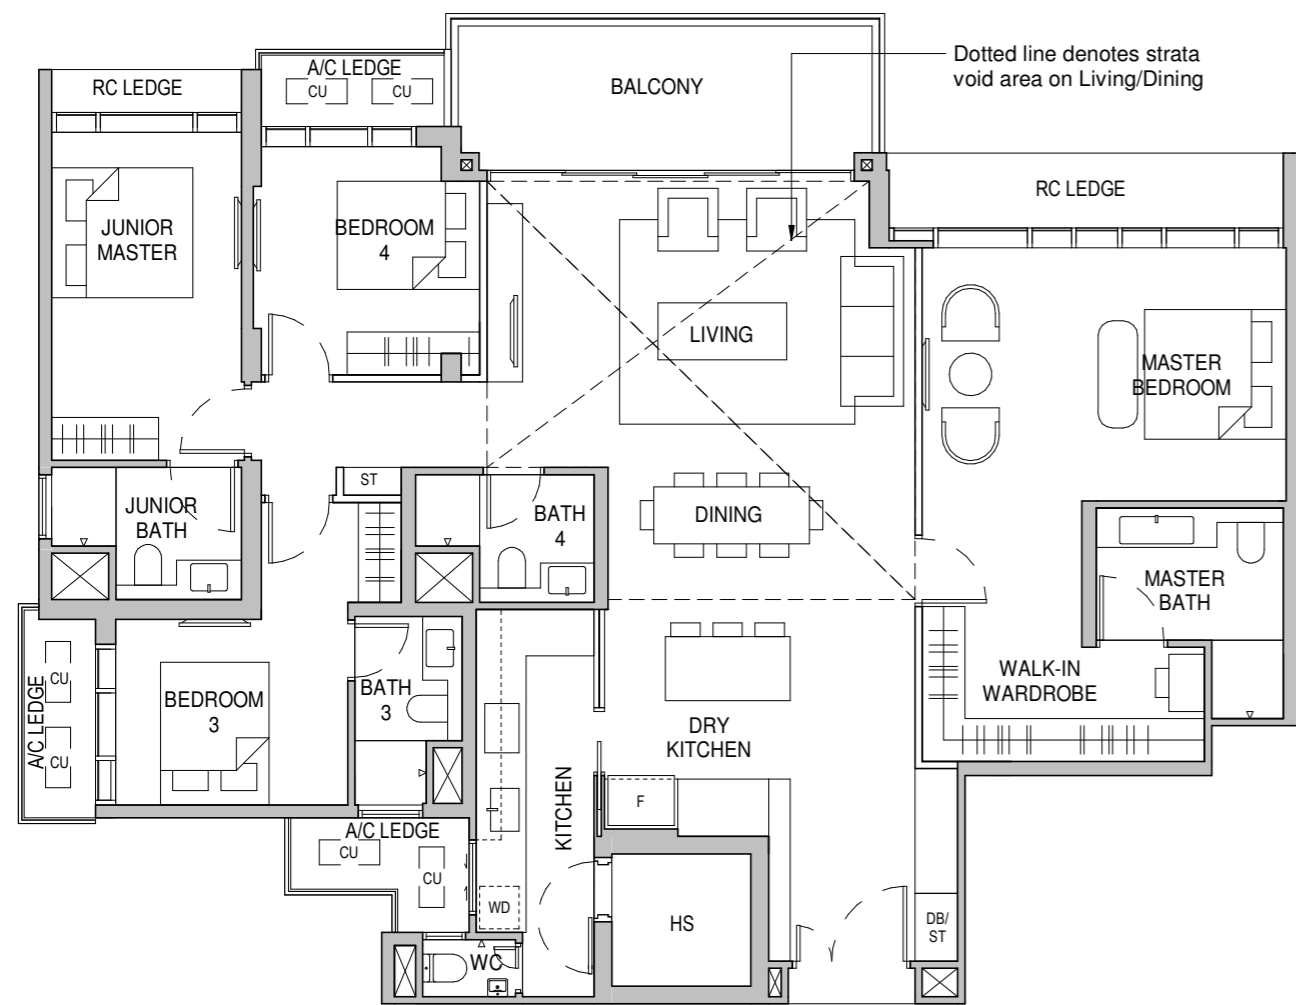 Dotted line denotes strata
void area on Living/Dining
A/C LEDGE
RC LEDGE
CU
CU
BALCONY
RC LEDGE
JUNIOR
MASTER
BEDROOM
4
LIVING
MASTER
BEDROOM
ST
JUNIOR
BATH
BATH
4
DINING
MASTER
BATH
WALK-IN
WARDROBE
A/C LEDGE
CU
CU
BEDROOM
3
BATH
3
DRY
KITCHEN
KITCHEN
F
A/C LEDGE
CU
CU
WD
HS
DB/
ST
WC